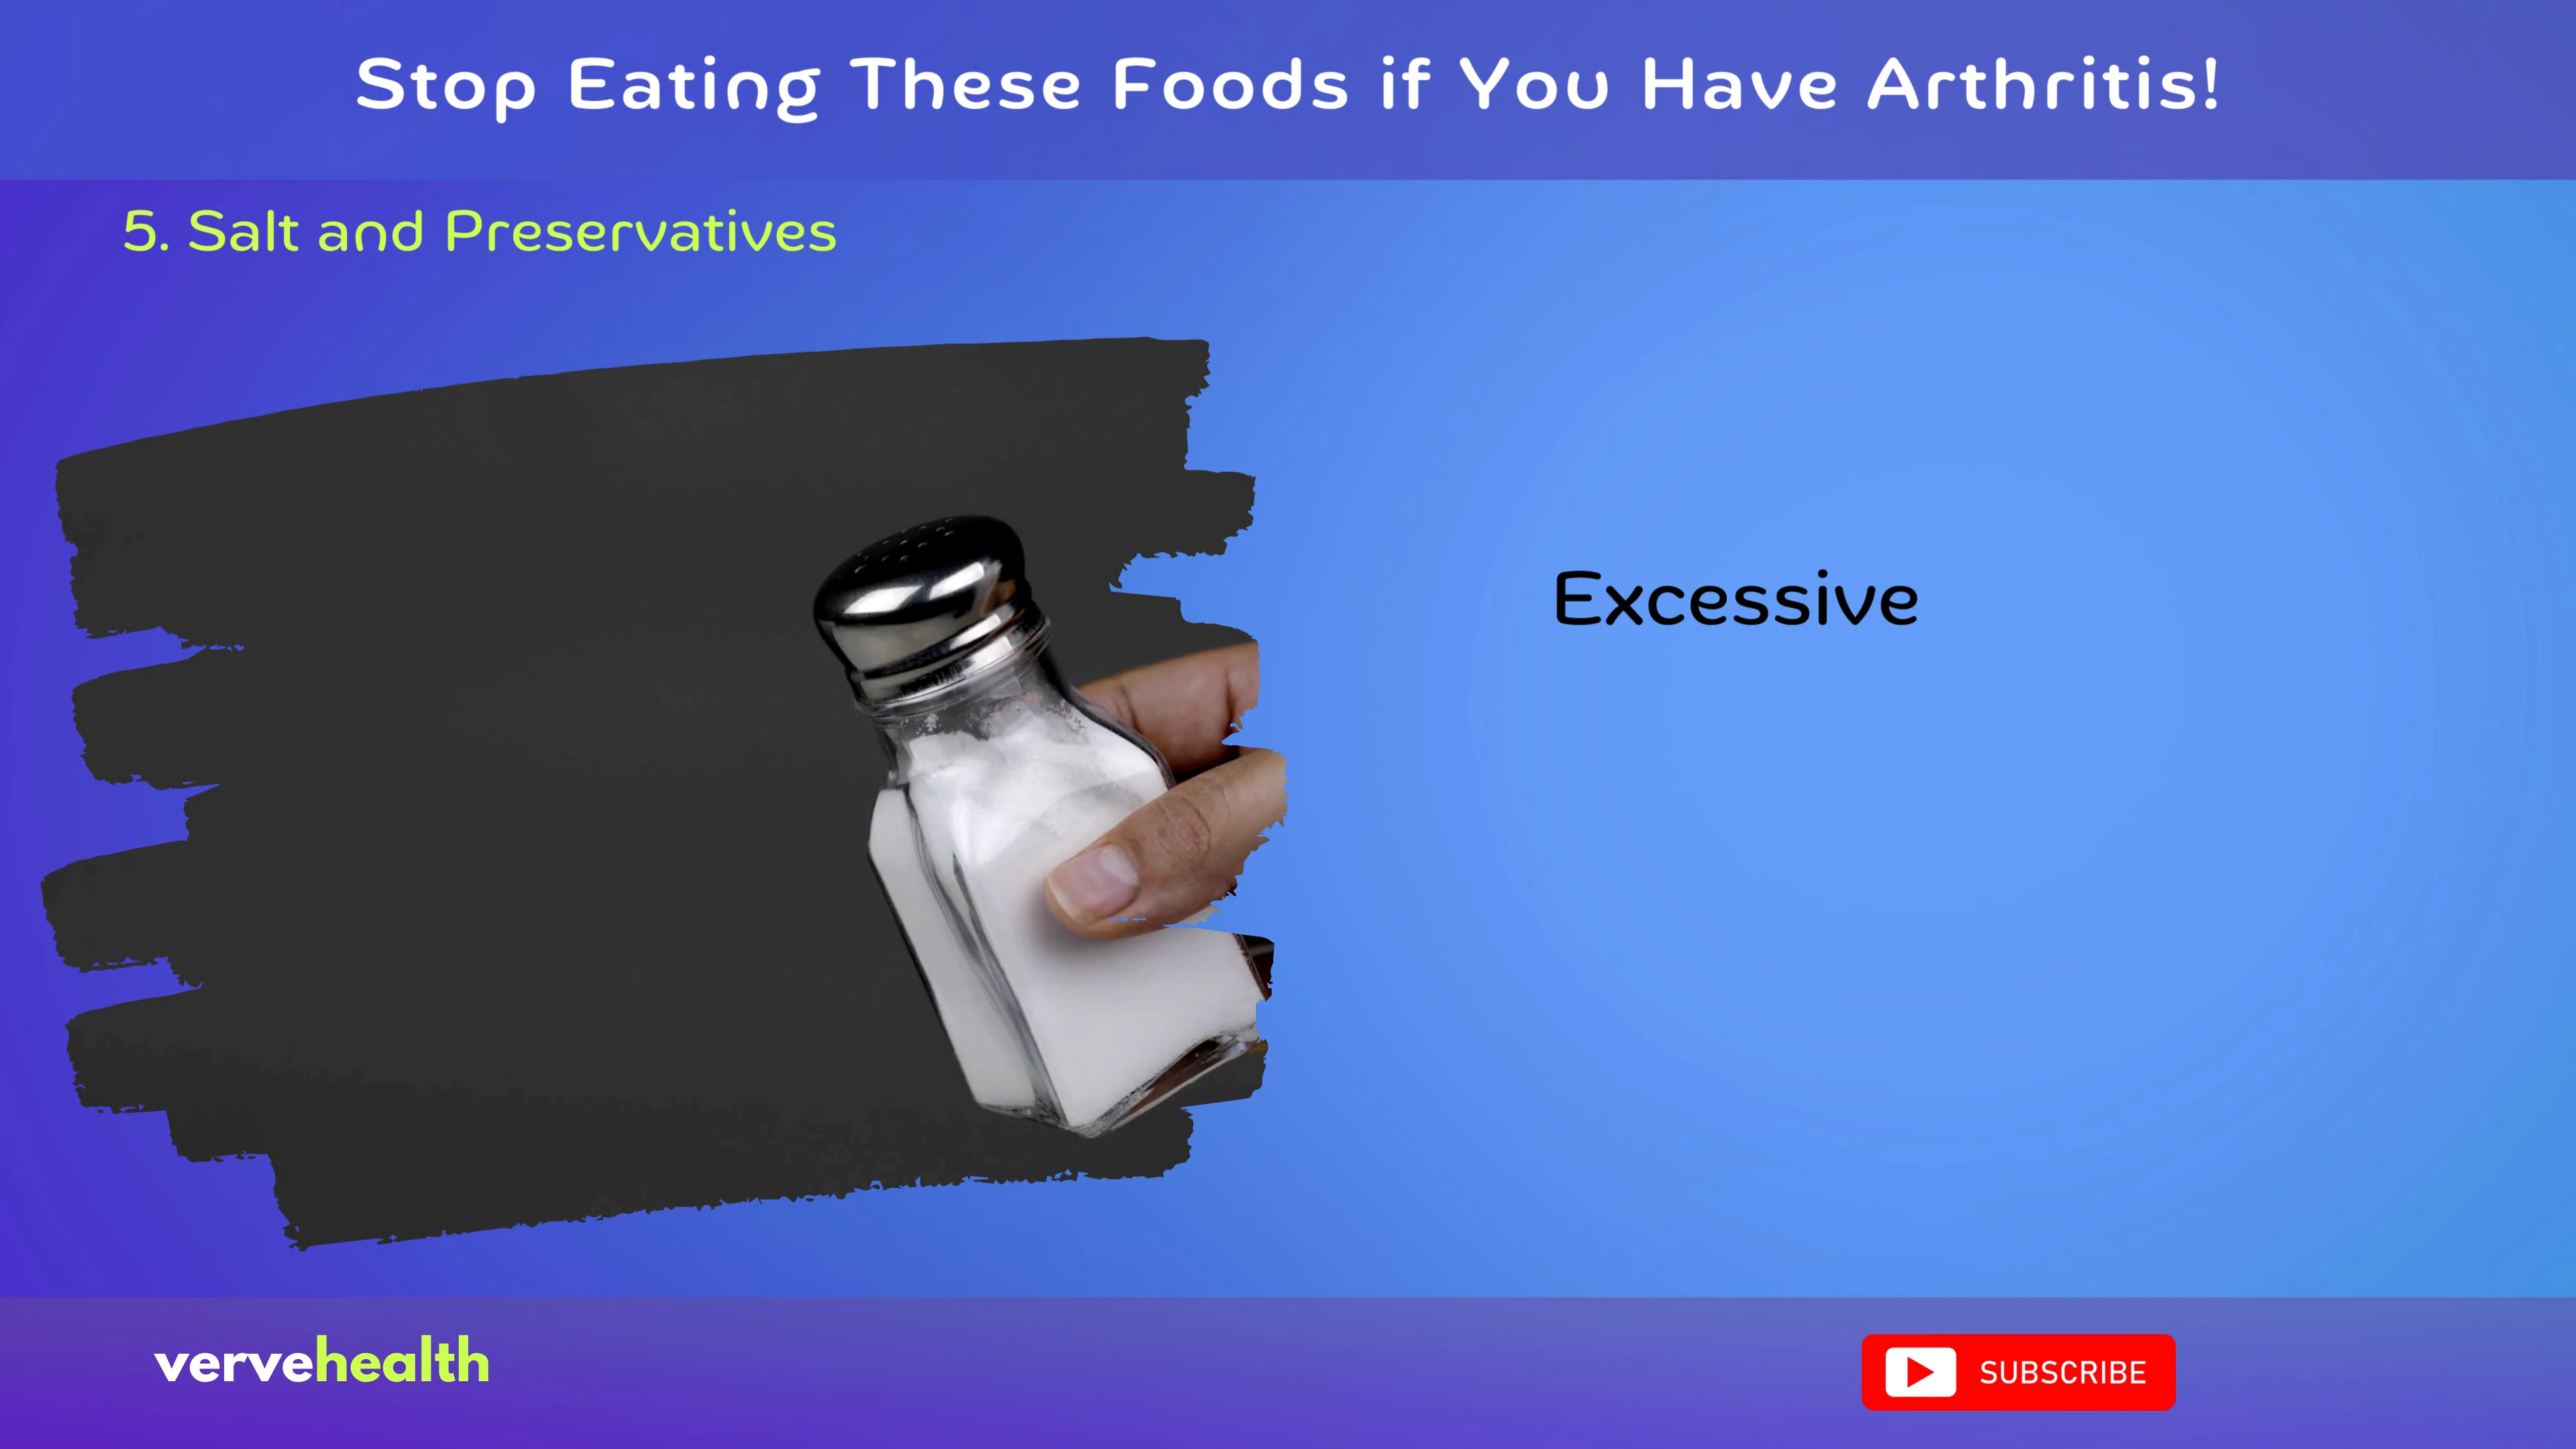 Stop Eating These Foods if You Have Arthritis!
5. Salt and Preservatives
Excessive
vervehealth
SUBSCRIBE